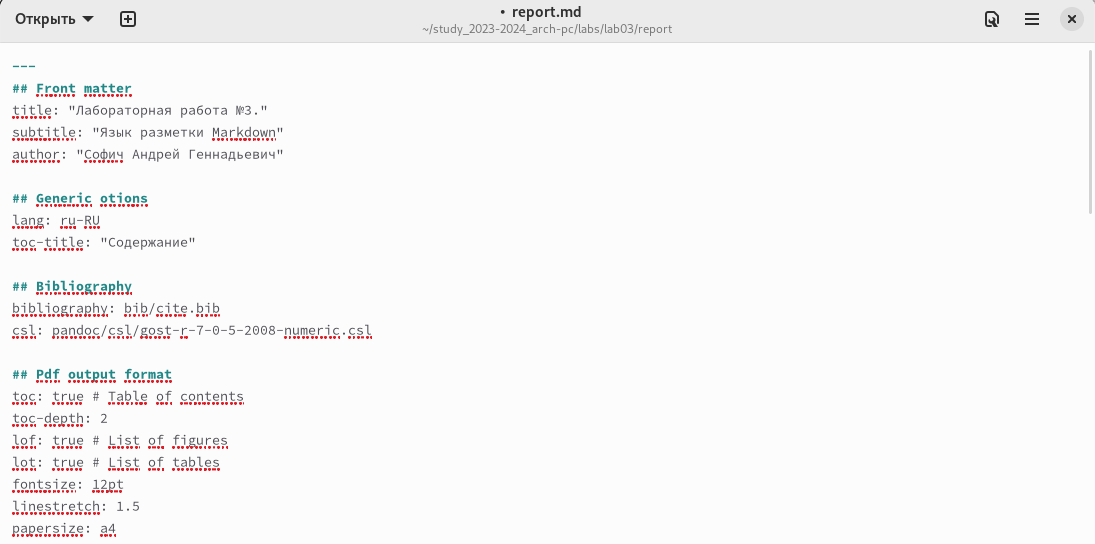 Открыть
• report.md
~/study_2023-2024_arch-pc/labs/lab03/report
---
## Front matter
title: "Лабораторная работа №3."
subtitle: "Язык разметки Markdown"
author: "Софич Андрей Геннадьевич"
## Generic otions
lang: ru-RU
toc-title: "Содержание"
## Bibliography
bibliography: bib/cite.bib
csl: pandoc/csl/gost-r-7-0-5-2008-numeric.csl
## Pdf output format
toc: true # Table of contents
toc-depth: 2
lof: true # List of figures
lot: true # List of tables
fontsize: 12pt
linestretch: 1.5
papersize: a4